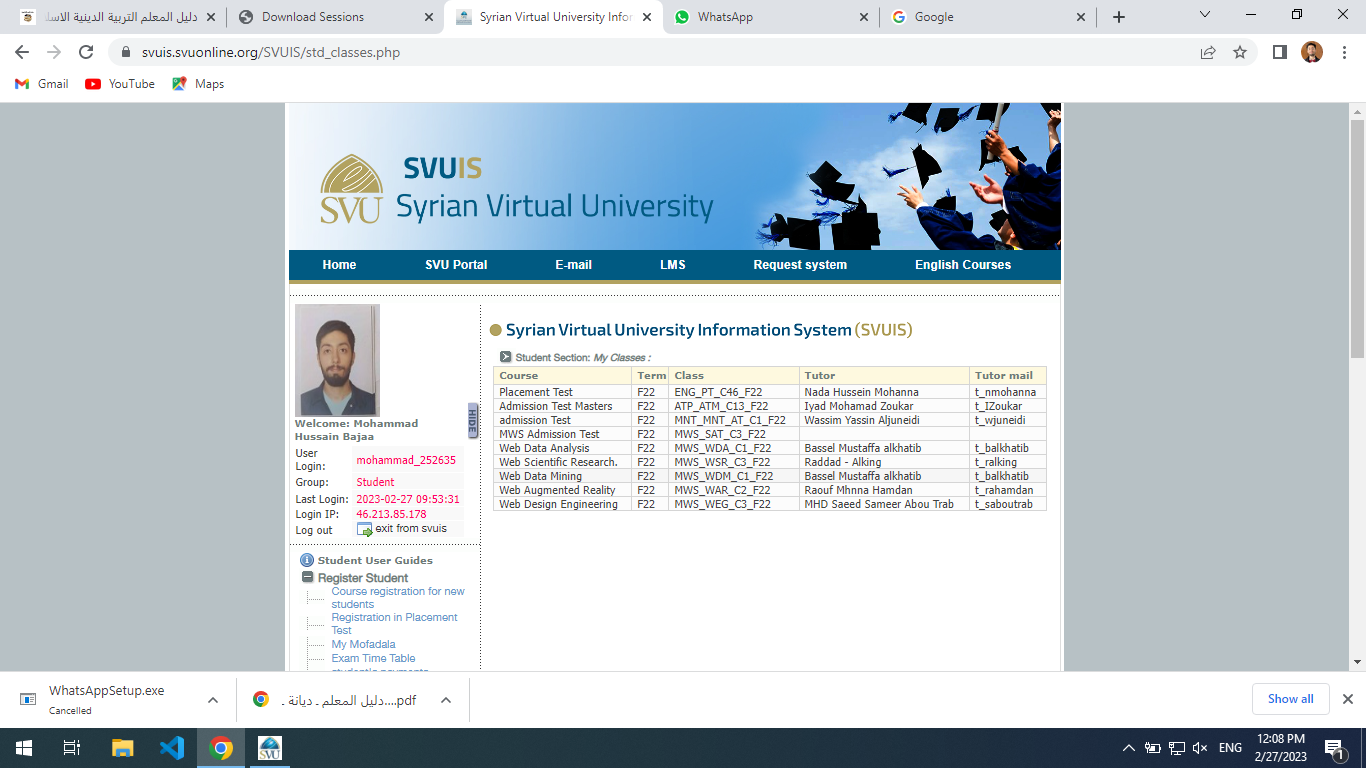 دليل المعلم التربية الدينية الاسلا
Download Sessions
Syrian Virtual University Infor
WhatsApp
Google
svuis.svuonline.org/SVUIS/std_classes.php
Gmail
YouTube
Maps
SVUIS
SVU
Syrian Virtual University
Home SVU Portal E-mail LMS Request system English Courses
Welcome: Mohammad
Hussain Bajaa
User
Login: mohammad_252635
Group: Student
Last Login: 2023-02-27 09:53:31
Login IP: 46.213.85.178
Log out exit from svuis
HIDE
Student User Guides
Register Student
Course registration for new
students
Registration in Placement
Test
My Mofadala
Exam Time Table
Syrian Virtual University Information System (SVUIS)
Student Section: My Classes :
Course Term Class Tutor Tutor mail
Placement Test F22 ENG_PT_C46_F22 Nada Hussein Mohanna t_nmohanna
Admission Test Masters F22 ATP_ATM_C13_F22 Iyad Mohamad Zoukar t_IZoukar
admission Test F22 MNT_MNT_AT_C1_F22 Wassim Yassin Aljuneidi t_wjuneidi
MWS Admission Test F22 MWS_SAT_C3_F22
Web Data Analysis F22 MWS_WDA_C1_F22 Bassel Mustaffa alkhatib t_balkhatib
Web Scientific Research. F22 MWS_WSR_C3_F22 Raddad - Alking t_ralking
Web Data Mining F22 MWS_WDM_C1_F22 Bassel Mustaffa alkhatib t_balkhatib
Web Augmented Reality F22 MWS_WAR_C2_F22 Raouf Mhnna Hamdan t_rahamdan
Web Design Engineering F22 MWS_WEG_C3_F22 MHD Saeed Sameer Abou Trab t_saboutrab
WhatsAppSetup.exe
Cancelled
دليل المعلم ـ ديانة ـ....pdf
Show all
SVU
ENG
12:08 PM
2/27/2023
1